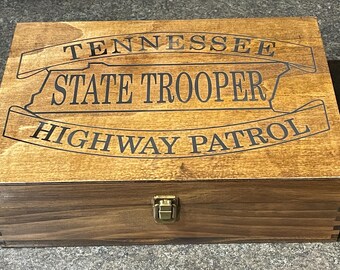 TENNESSEE
STATE TROOPER
HIGHWAY PATROL